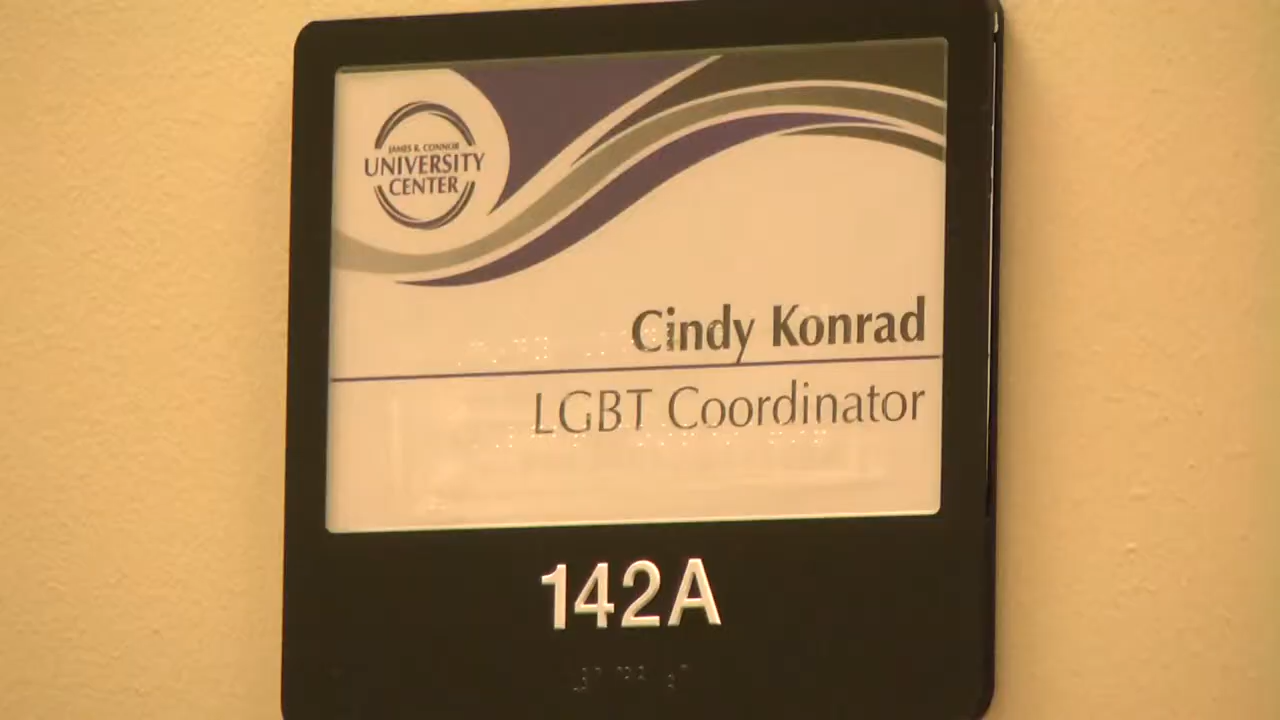 JAMES R. CONNOR
UNIVERSITY
CENTER
Cindy Konrad
LGBT Coordinator
142A